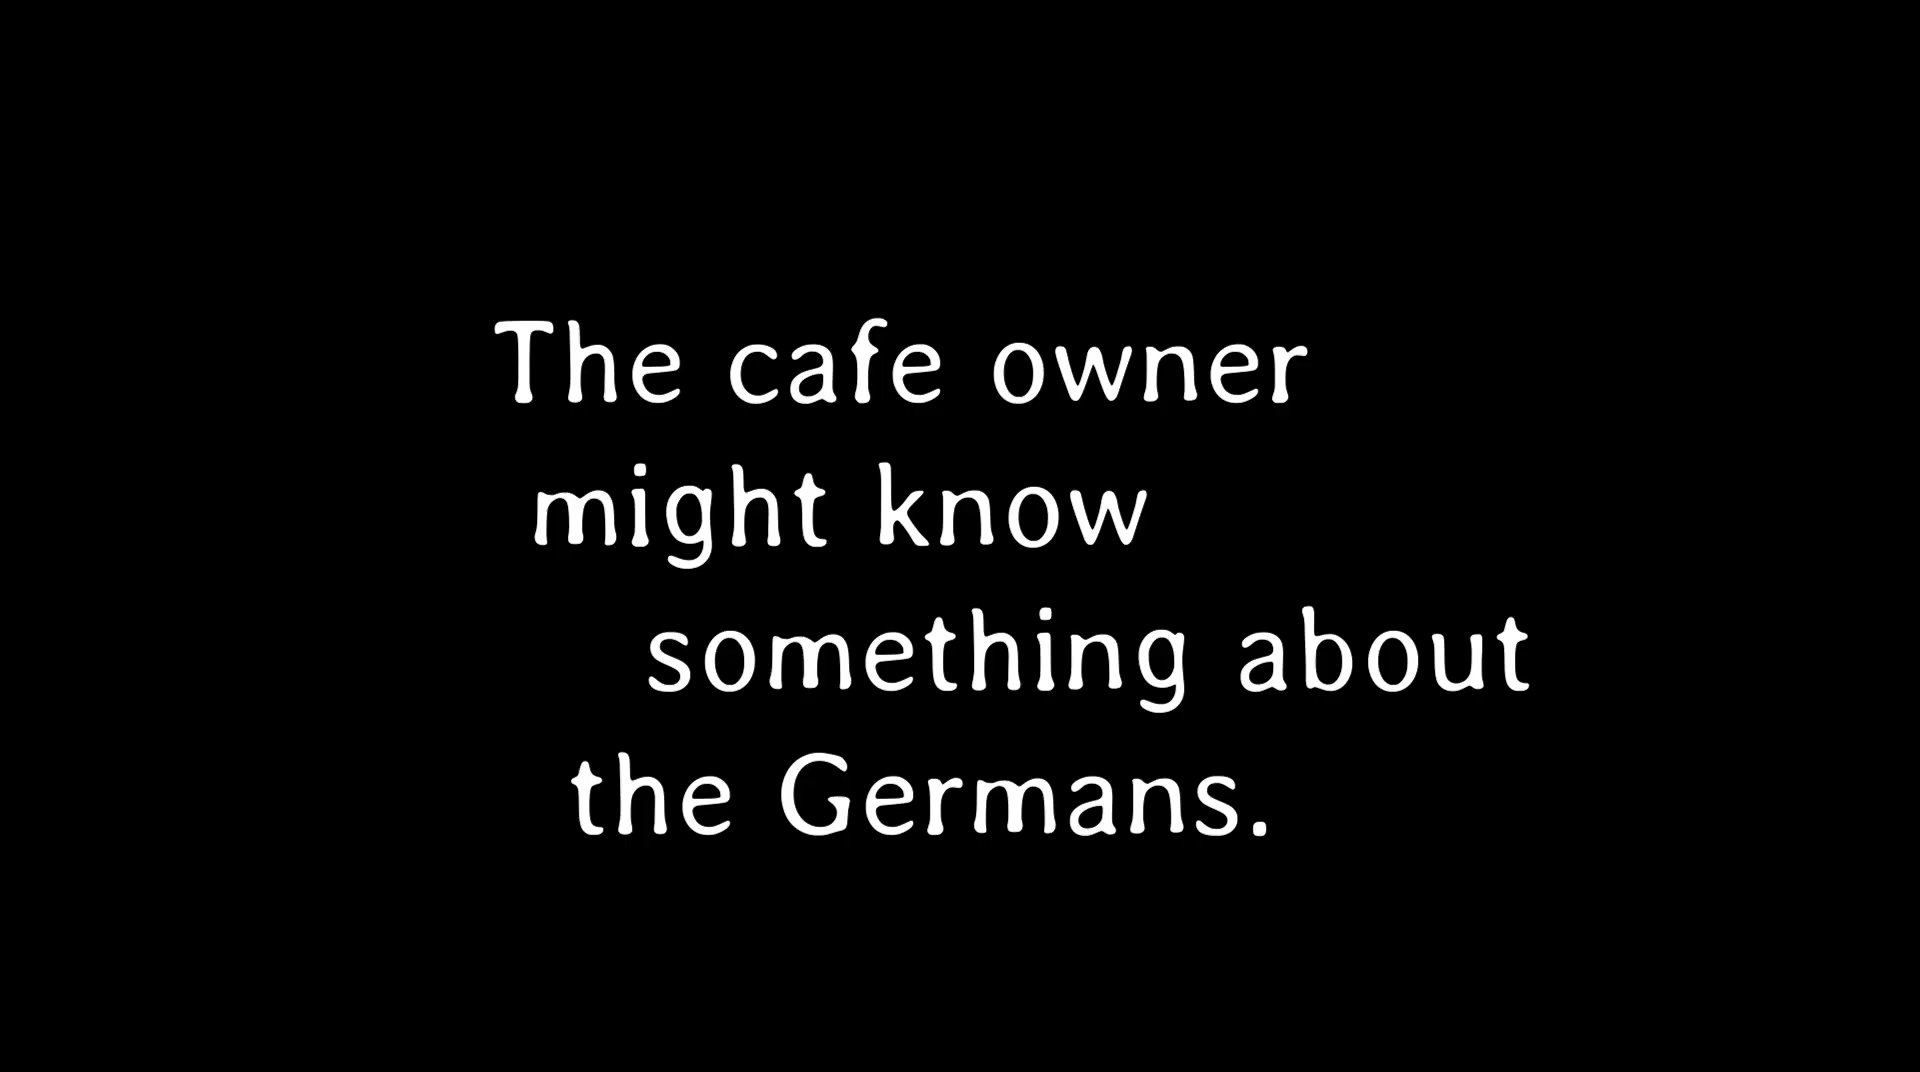 The cafe owner
might know
something about
the Germans.